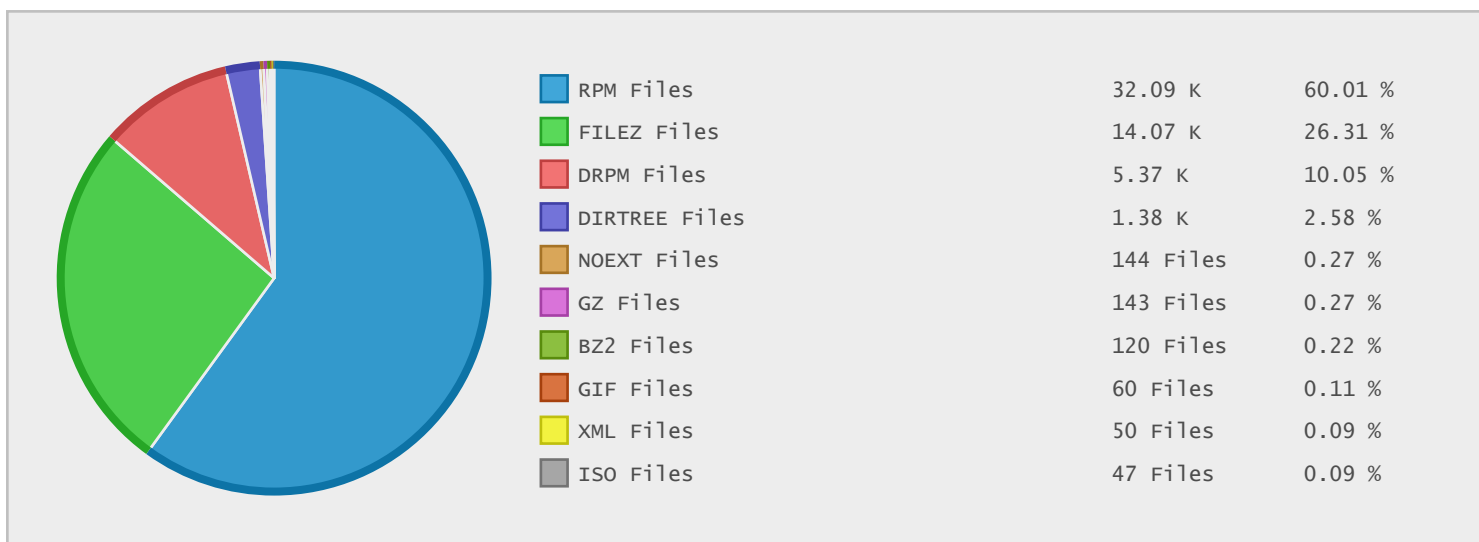 RPM Files 32.09 K 60.01 %
FILEZ Files 14.07 K 26.31 %
DRPM Files 5.37 K 10.05 %
DIRTREE Files 1.38 K 2.58 %
NOEXT Files 144 Files 0.27 %
GZ Files 143 Files 0.27 %
BZ2 Files 120 Files 0.22 %
GIF Files 60 Files 0.11 %
XML Files 50 Files 0.09 %
ISO Files 47 Files 0.09 %